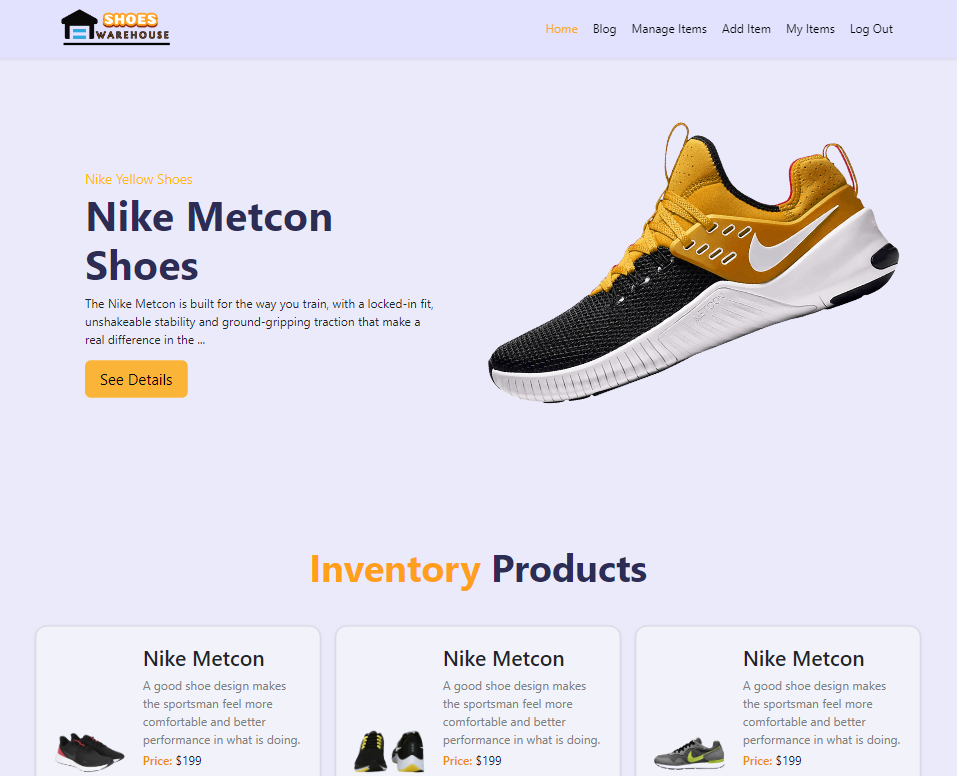 SHOES
WAREHOUSE
Home Blog Manage Items Add Item My Items Log Out
Nike Yellow Shoes
Nike Metcon
Shoes
The Nike Metcon is built for the way you train, with a locked-in fit,
unshakeable stability and ground-gripping traction that make a
real difference in the ...
See Details
Inventory Products
Nike Metcon
A good shoe design makes
the sportsman feel more
comfortable and better
performance in what is doing.
Price: $199
Nike Metcon
A good shoe design makes
the sportsman feel more
comfortable and better
performance in what is doing.
Price: $199
Nike Metcon
A good shoe design makes
the sportsman feel more
comfortable and better
performance in what is doing.
Price: $199